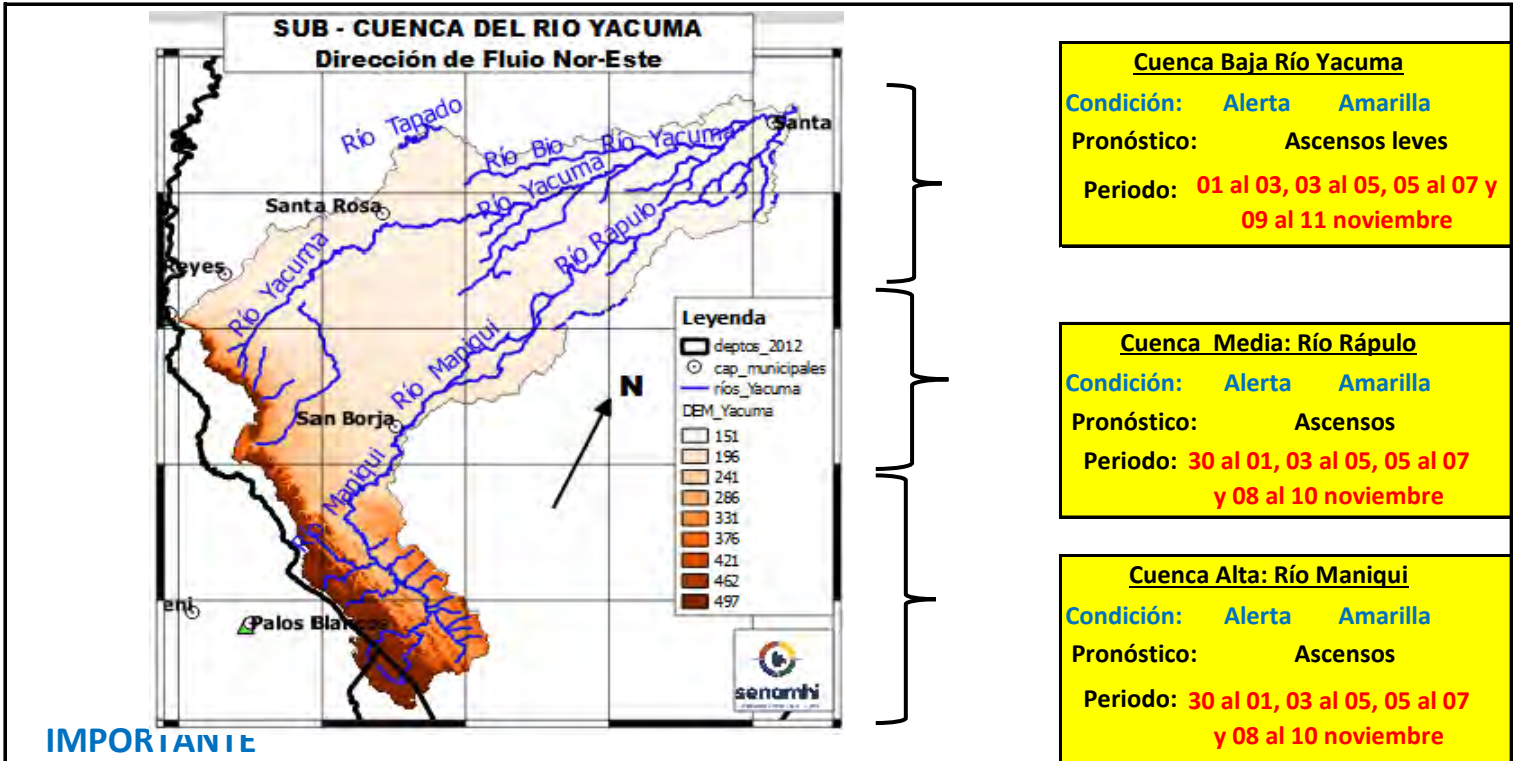 SUB - CUENCA DEL RIO YACUMA
Dirección de Fluio Nor-Este
Río Tapado
Río Bio
Río Yacuma
Santa
Río Yacuma
Santa Rosa
Río Rápulo
Reyes
Río Yacuma
Río Maniqui
San Borja
Río Maniqui
Río Maniqui
eni
Palos Blancos
N
Leyenda
deptos_2012
cap_municipales
ríos_Yacuma
DEM_Yacuma
151
196
241
286
331
376
421
462
497
senamhi
Cuenca Baja Río Yacuma
Condición: Alerta Amarilla
Pronóstico: Ascensos leves
Periodo: 01 al 03, 03 al 05, 05 al 07 y
09 al 11 noviembre
Cuenca Media: Río Rápulo
Condición: Alerta Amarilla
Pronóstico: Ascensos
Periodo: 30 al 01, 03 al 05, 05 al 07
y 08 al 10 noviembre
Cuenca Alta: Río Maniqui
Condición: Alerta Amarilla
Pronóstico: Ascensos
Periodo: 30 al 01, 03 al 05, 05 al 07
y 08 al 10 noviembre
IMPORTANTE